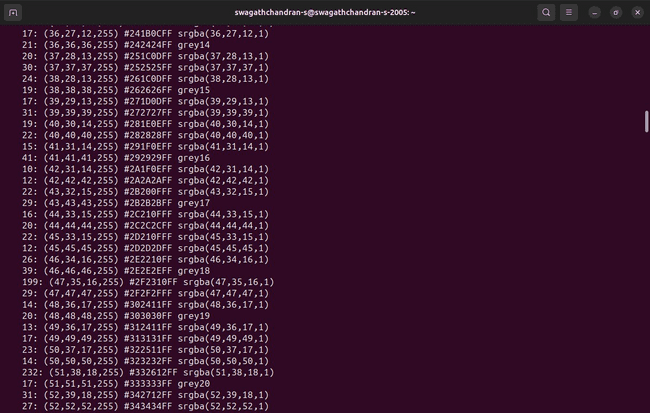 swagathchandran-s@swagathchandran-s-2005: ~
17: (36,27,12,255) #241B0CFF srgba(36,27,12,1)
21: (36,36,36,255) #242424FF grey14
20: (37,28,13,255) #251C0DFF srgba(37,28,13,1)
30: (37,37,37,255) #252525FF srgba(37,37,37,1)
24: (38,28,13,255) #261C0DFF srgba(38,28,13,1)
19: (38,38,38,255) #262626FF grey15
17: (39,29,13,255) #271D0DFF srgba(39,29,13,1)
31: (39,39,39,255) #272727FF srgba(39,39,39,1)
19: (40,30,14,255) #281E0EFF srgba(40,30,14,1)
22: (40,40,40,255) #282828FF srgba(40,40,40,1)
15: (41,31,14,255) #291F0EFF srgba(41,31,14,1)
41: (41,41,41,255) #292929FF grey16
10: (42,31,14,255) #2A1F0EFF srgba(42,31,14,1)
12: (42,42,42,255) #2A2A2AFF srgba(42,42,42,1)
22: (43,32,15,255) #2B200FFF srgba(43,32,15,1)
29: (43,43,43,255) #2B2B2BFF grey17
16: (44,33,15,255) #2C210FFF srgba(44,33,15,1)
20: (44,44,44,255) #2C2C2CFF srgba(44,44,44,1)
22: (45,33,15,255) #2D210FFF srgba(45,33,15,1)
12: (45,45,45,255) #2D2D2DFF srgba(45,45,45,1)
26: (46,34,16,255) #2E2210FF srgba(46,34,16,1)
39: (46,46,46,255) #2E2E2EFF grey18
199: (47,35,16,255) #2F2310FF srgba(47,35,16,1)
29: (47,47,47,255) #2F2F2FFF srgba(47,47,47,1)
14: (48,36,17,255) #302411FF srgba(48,36,17,1)
20: (48,48,48,255) #303030FF grey19
13: (49,36,17,255) #312411FF srgba(49,36,17,1)
17: (49,49,49,255) #313131FF srgba(49,49,49,1)
23: (50,37,17,255) #322511FF srgba(50,37,17,1)
14: (50,50,50,255) #323232FF srgba(50,50,50,1)
232: (51,38,18,255) #332612FF srgba(51,38,18,1)
17: (51,51,51,255) #333333FF grey20
31: (52,39,18,255) #342712FF srgba(52,39,18,1)
27: (52,52,52,255) #343434FF srgba(52,52,52,1)